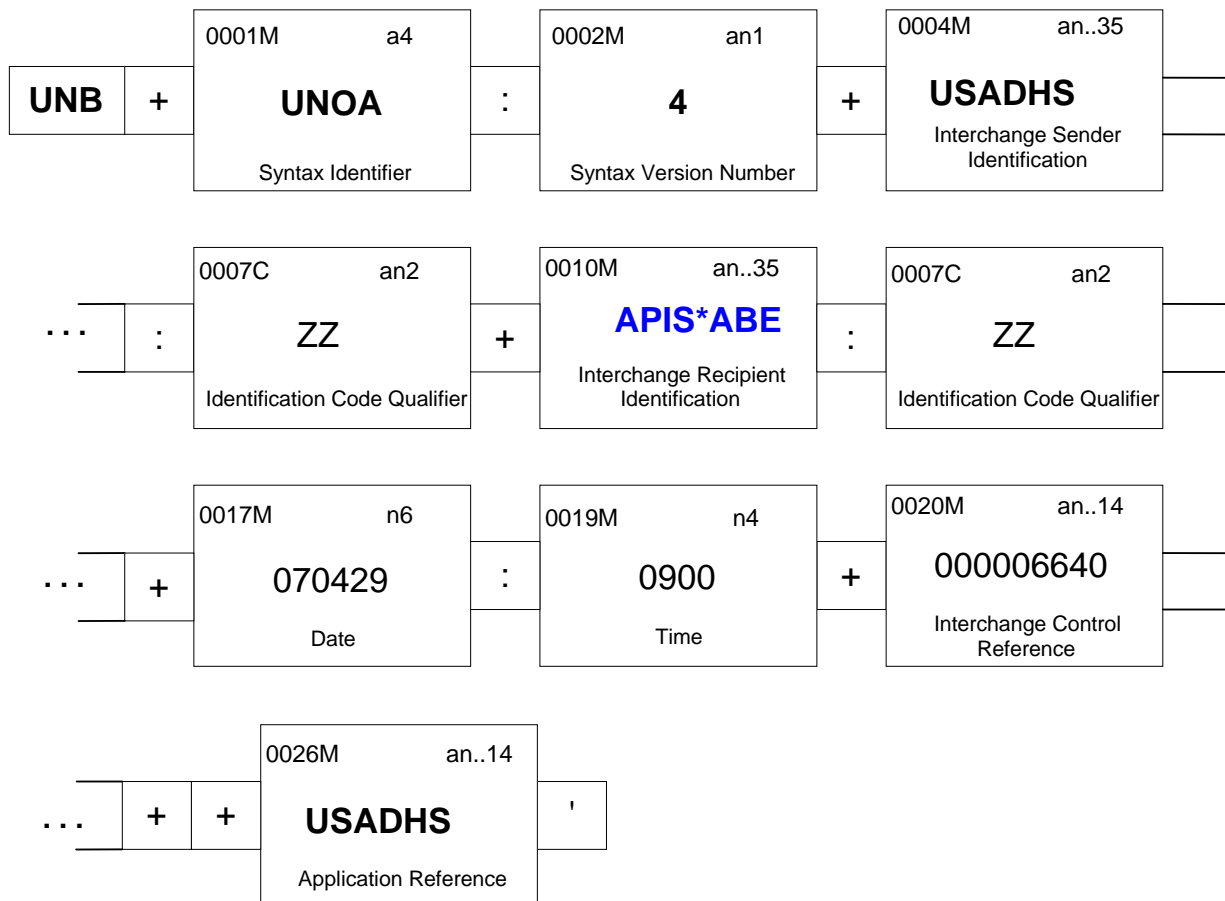 0001M a4 0002M an1 0004M an..35
UNB + UNOA : 4 + USADHS
Syntax Identifier Syntax Version Number Interchange Sender
Identification
0007C an2 0010M an..35 0007C an2
... : ZZ + APIS*ABE : ZZ
Identification Code Qualifier Interchange Recipient Identification Code Qualifier
Identification
0017M n6 0019M n4 0020M an..14
... + 070429 : 0900 + 000006640
Date Time Interchange Control
Reference
0026M an..14
... + + USADHS '
Application Reference